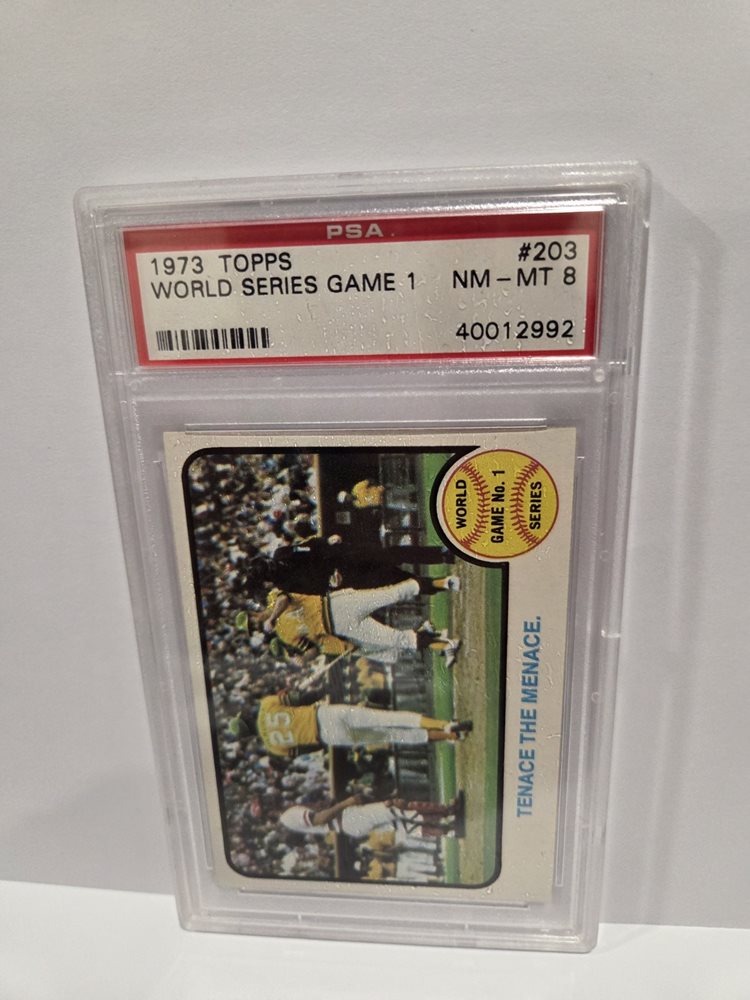 PSA
1973 TOPPS #203
WORLD SERIES GAME 1 NM-MT 8
40012992
WORLD
GAME No. 1
SERIES
TENACE THE MENACE.
25